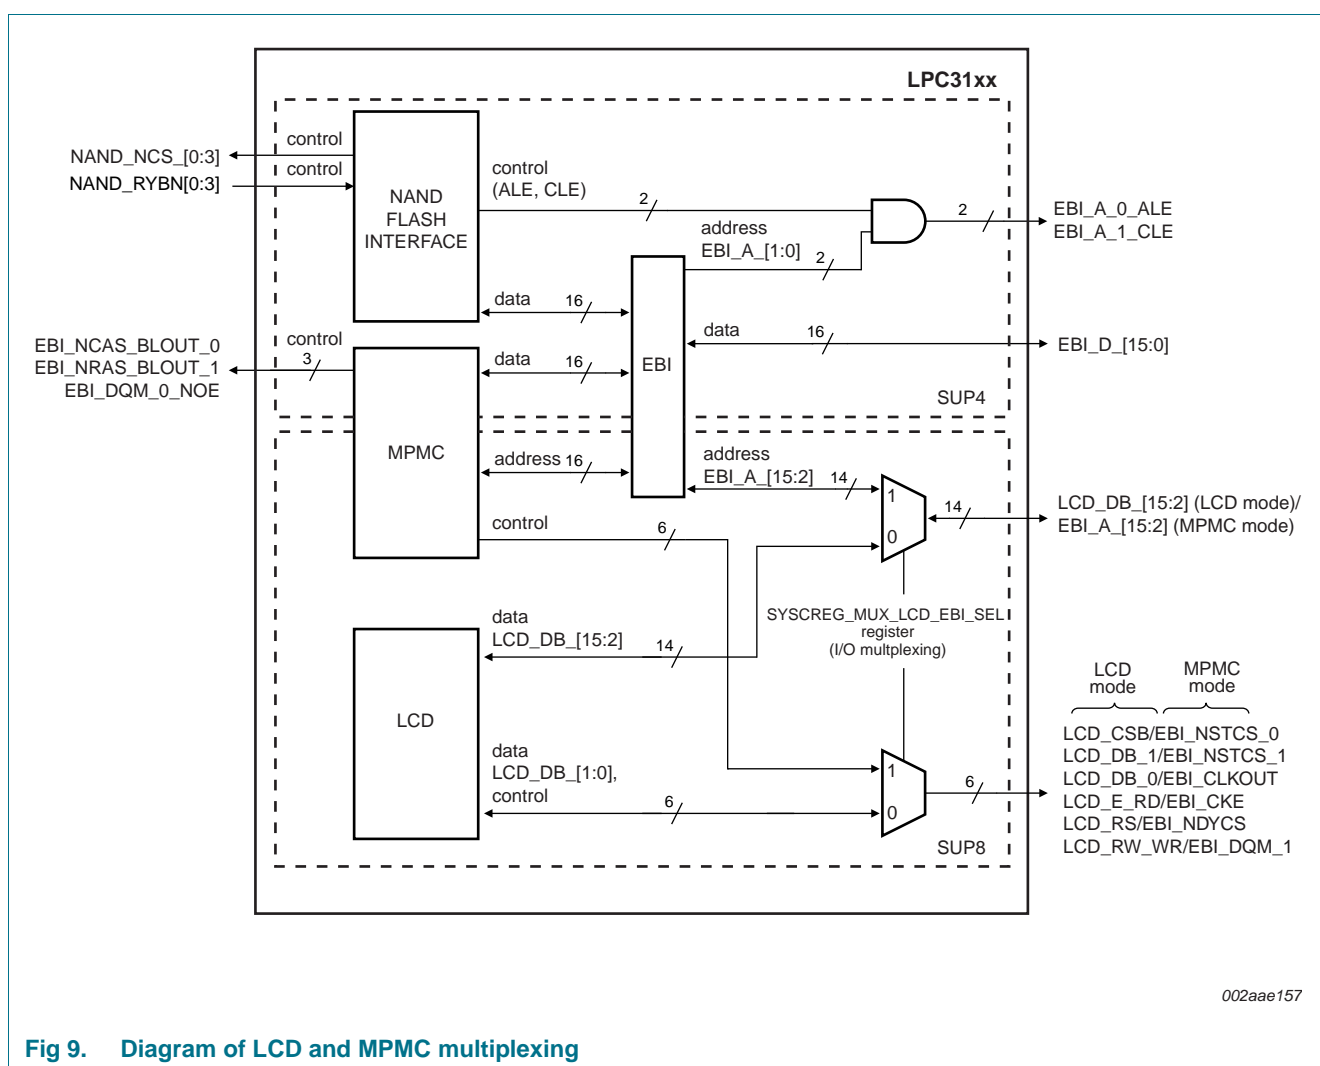 LPC31xx
NAND_NCS_[0:3]
control
NAND_RYBN[0:3]
control
NAND
FLASH
INTERFACE
control
(ALE, CLE)
2
address
EBI_A_[1:0]
2
2
EBI_A_0_ALE
EBI_A_1_CLE
data
16
EBI_NCAS_BLOUT_0
EBI_NRAS_BLOUT_1
EBI_DQM_0_NOE
control
3
data
16
EBI
data
16
EBI_D_[15:0]
SUP4
MPMC
address
16
address
EBI_A_[15:2]
14
1
0
14
LCD_DB_[15:2] (LCD mode)/
EBI_A_[15:2] (MPMC mode)
control
6
SYSCREG_MUX_LCD_EBI_SEL
register
(I/O multplexing)
data
LCD_DB_[15:2]
14
LCD
data
LCD_DB_[1:0],
control
6
1
0
6
SUP8
LCD
mode
MPMC
mode
LCD_CSB/EBI_NSTCS_0
LCD_DB_1/EBI_NSTCS_1
LCD_DB_0/EBI_CLKOUT
LCD_E_RD/EBI_CKE
LCD_RS/EBI_NDYCS
LCD_RW_WR/EBI_DQM_1
002aae157
Fig 9. Diagram of LCD and MPMC multiplexing